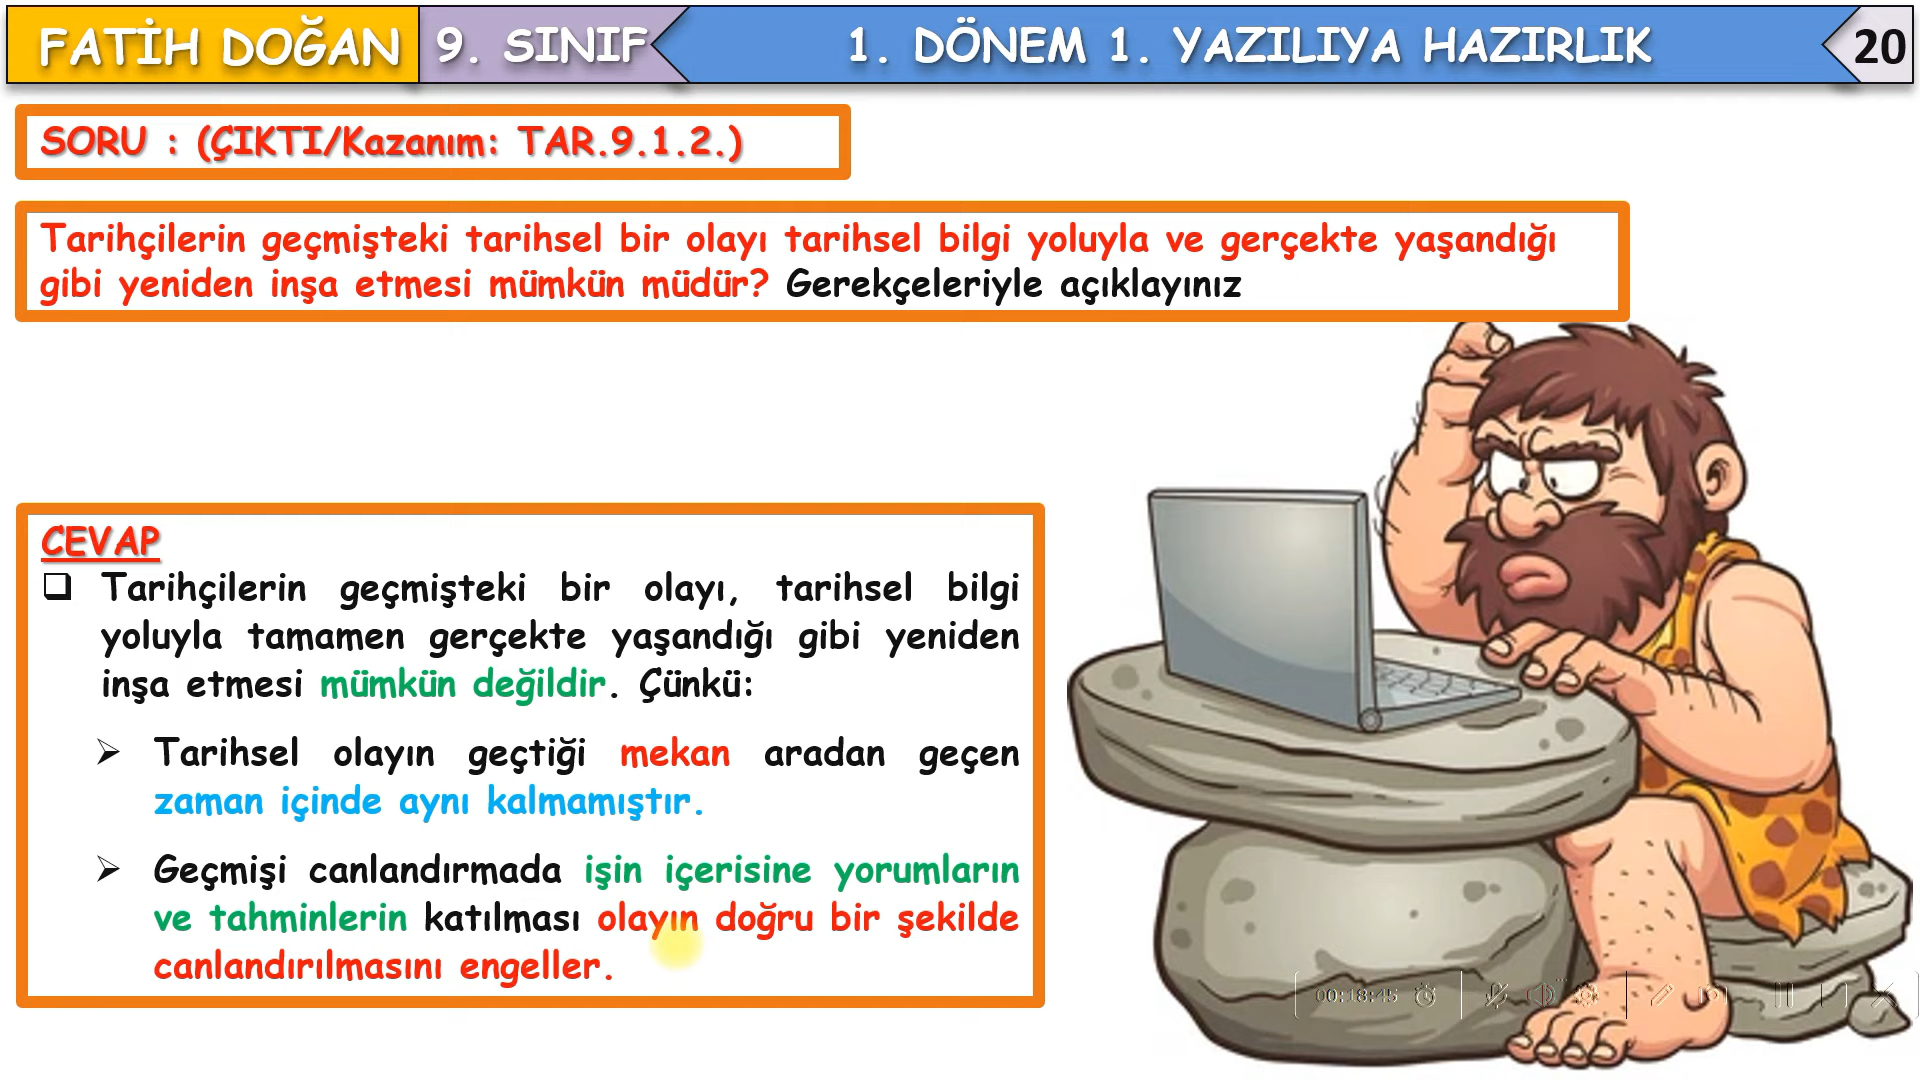 FATİH DOĞAN 9. SINIF 1. DÖNEM 1. YAZILIYA HAZIRLIK 20
SORU : (ÇIKTI/Kazanım: TAR.9.1.2.)
Tarihçilerin geçmişteki tarihsel bir olayı tarihsel bilgi yoluyla ve gerçekte yaşandığı
gibi yeniden inşa etmesi mümkün müdür? Gerekçeleriyle açıklayınız
CEVAP
❑ Tarihçilerin geçmişteki bir olayı, tarihsel bilgi
yoluyla tamamen gerçekte yaşandığı gibi yeniden
inşa etmesi mümkün değildir. Çünkü:
➢ Tarihsel olayın geçtiği mekan aradan geçen
zaman içinde aynı kalmamıştır.
➢ Geçmişi canlandırmada işin içerisine yorumların
ve tahminlerin katılması olayın doğru bir şekilde
canlandırılmasını engeller.
00:18:45